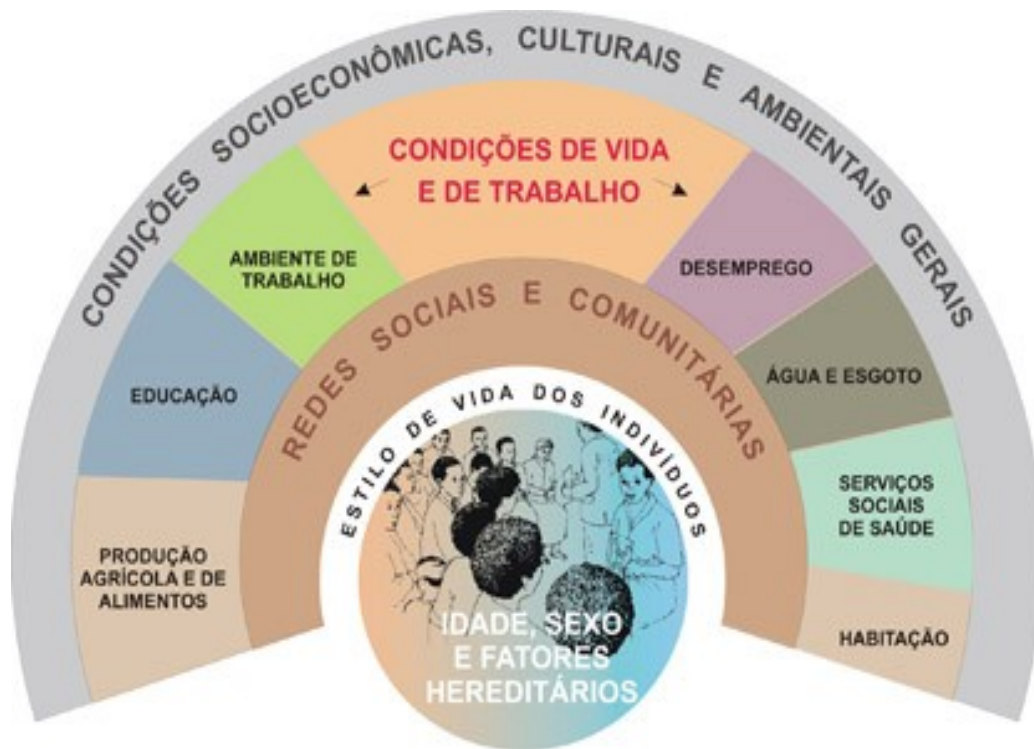 CONDIÇÕES SOCIOECONÔMICAS, CULTURAIS E AMBIENTAIS GERAIS
CONDIÇÕES DE VIDA
E DE TRABALHO
AMBIENTE DE
TRABALHO
DESEMPREGO
EDUCAÇÃO
ÁGUA E ESGOTO
PRODUÇÃO
AGRÍCOLA E DE
ALIMENTOS
SERVIÇOS
SOCIAIS
DE SAÚDE
HABITAÇÃO
REDES SOCIAIS E COMUNITÁRIAS
ESTILO DE VIDA DOS INDIVÍDUOS
IDADE, SEXO
E FATORES
HEREDITÁRIOS